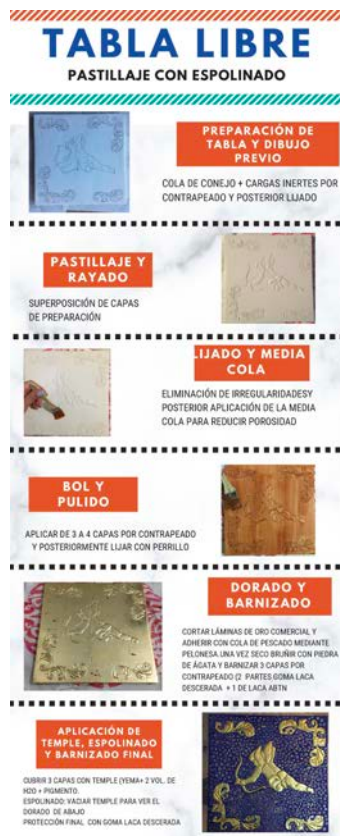 TABLA LIBRE
PASTILLAJE CON ESPOLINADO
PREPARACIÓN DE
TABLA Y DIBUJO
PREVIO
COLA DE CONEJO + CARGAS INERTES POR
CONTRAPEADO Y POSTERIOR LIJADO
PASTILLAJE Y
RAYADO
SUPERPOSICIÓN DE CAPAS
DE PREPARACIÓN
LIJADO Y MEDIA
COLA
ELIMINACIÓN DE IRREGULARIDADESY
POSTERIOR APLICACIÓN DE LA MEDIA
COLA PARA REDUCIR POROSIDAD
BOL Y
PULIDO
APLICAR DE 3 A 4 CAPAS POR CONTRAPEADO
Y POSTERIORMENTE LIJAR CON PERRILLO
DORADO Y
BARNIZADO
CORTAR LÁMINAS DE ORO COMERCIAL Y
ADHERIR CON COLA DE PESCADO MEDIANTE
PELONESA.UNA VEZ SECO BRUÑIR CON PIEDRA
DE ÁGATA Y BARNIZAR 3 CAPAS POR
CONTRAPEADO (2 PARTES GOMA LACA
DESCERADA + 1 DE LACA ABTN
APLICACIÓN DE
TEMPLE, ESPOLINADO
Y BARNIZADO FINAL
CUBRIR 3 CAPAS CON TEMPLE (YEMA+ 2 VOL. DE
H2O + PIGMENTO.
ESPOLINADO: VACIAR TEMPLE PARA VER EL
DORADO DE ABAJO
PROTECCIÓN FINAL CON GOMA LACA DESCERADA